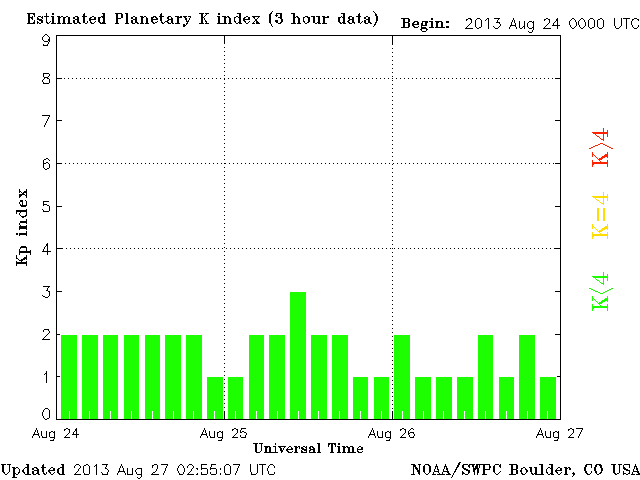 Estimated Planetary K index (3 hour data) Begin: 2013 Aug 24 0000 UTC
9
8
7
6
5
4
3
2
1
0
Kp index
K>4
K=4
K<4
Aug 24 Aug 25 Aug 26 Aug 27
Universal Time
Updated 2013 Aug 27 02:55:07 UTC NOAA/SWPC Boulder, CO USA